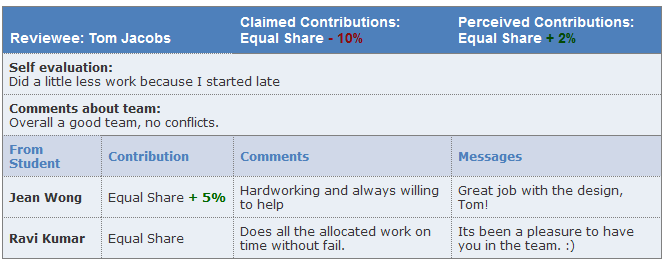 Reviewee: Tom Jacobs
Claimed Contributions:
Equal Share - 10%
Perceived Contributions:
Equal Share + 2%
Self evaluation:
Did a little less work because I started late
Comments about team:
Overall a good team, no conflicts.
From
Student
Contribution
Comments
Messages
Jean Wong
Equal Share + 5%
Hardworking and always willing
to help
Great job with the design,
Tom!
Ravi Kumar
Equal Share
Does all the allocated work on
time without fail.
Its been a pleasure to have
you in the team. :)